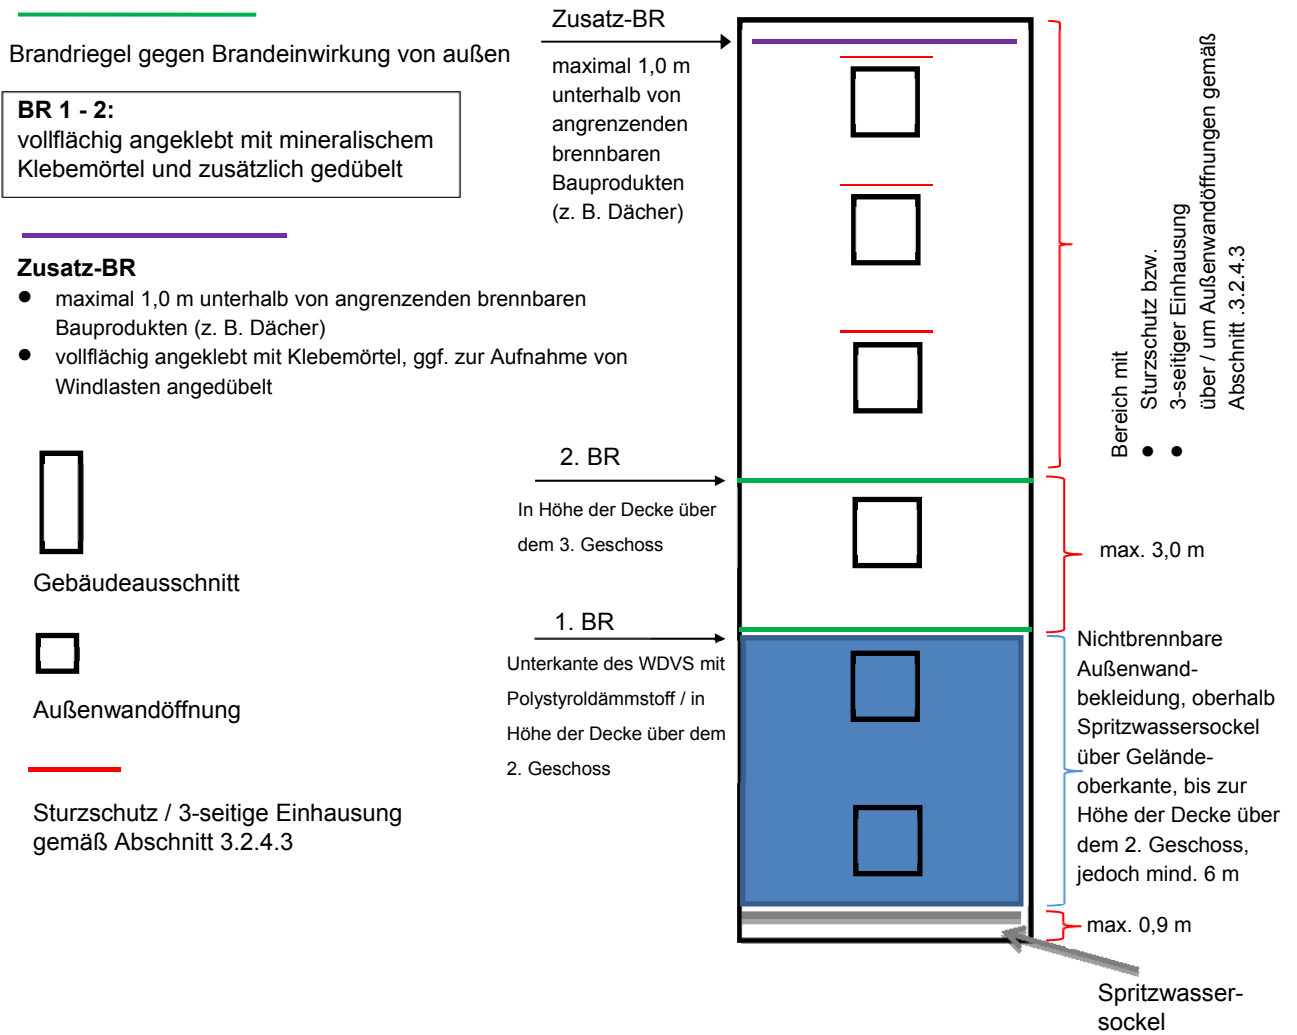 Brandriegel gegen Brandeinwirkung von außen
BR 1 - 2:
vollflächig angeklebt mit mineralischem
Klebemörtel und zusätzlich gedübelt
Zusatz-BR
● maximal 1,0 m unterhalb von angrenzenden brennbaren
Bauprodukten (z. B. Dächer)
● vollflächig angeklebt mit Klebemörtel, ggf. zur Aufnahme von
Windlasten angedübelt
Gebäudeausschnitt
Außenwandöffnung
Sturzschutz / 3-seitige Einhausung
gemäß Abschnitt 3.2.4.3
Zusatz-BR
maximal 1,0 m
unterhalb von
angrenzenden
brennbaren
Bauprodukten
(z. B. Dächer)
2. BR
In Höhe der Decke über
dem 3. Geschoss
1. BR
Unterkante des WDVS mit
Polystyroldämmstoff / in
Höhe der Decke über dem
2. Geschoss
Bereich mit
● Sturzschutz bzw.
● 3-seitiger Einhausung
über / um Außenwandöffnungen gemäß
Abschnitt .3.2.4.3
max. 3,0 m
Nichtbrennbare
Außenwand-
bekleidung, oberhalb
Spritzwassersockel
über Gelände-
oberkante, bis zur
Höhe der Decke über
dem 2. Geschoss,
jedoch mind. 6 m
max. 0,9 m
Spritzwasser-
sockel